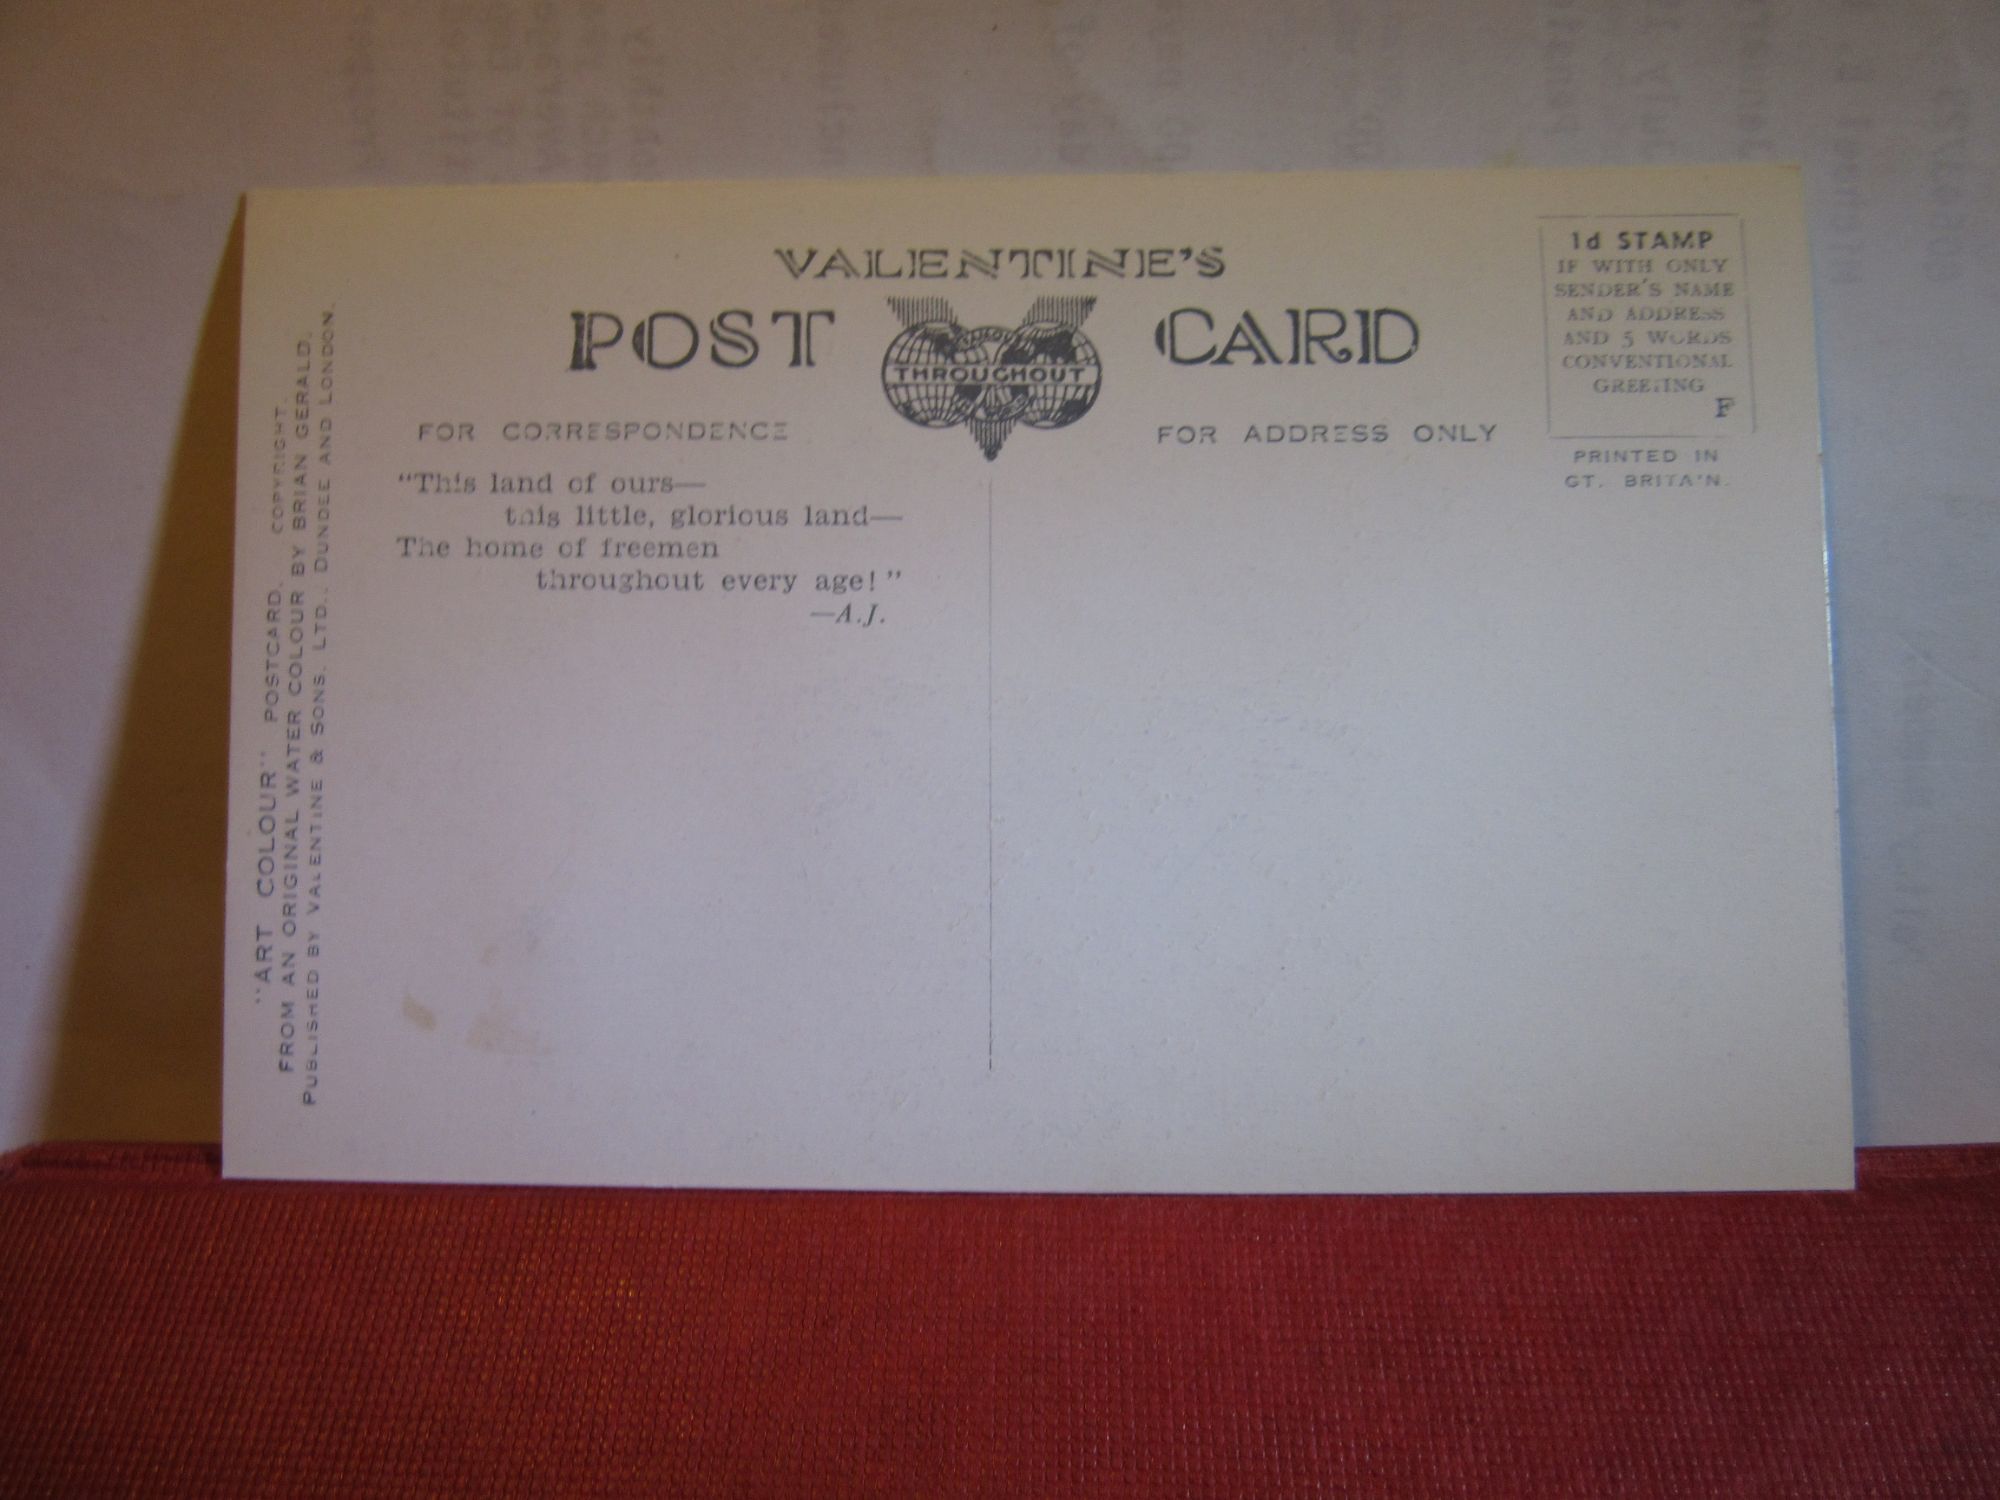 VALENTINE'S
POST CARD
THROUGHOUT
FOR CORRESPONDENCE
FOR ADDRESS ONLY
1d STAMP
IF WITH ONLY
SENDER'S NAME
AND ADDRESS
AND 5 WORDS
CONVENTIONAL
GREETING
F
PRINTED IN
GT. BRITAIN.
"This land of ours—
this little, glorious land—
The home of freemen
throughout every age!"
—A.J.
"ART COLOUR" POSTCARD. COPYRIGHT.
FROM AN ORIGINAL WATER COLOUR BY BRIAN GERALD.
PUBLISHED BY VALENTINE & SONS. LTD., DUNDEE AND LONDON.